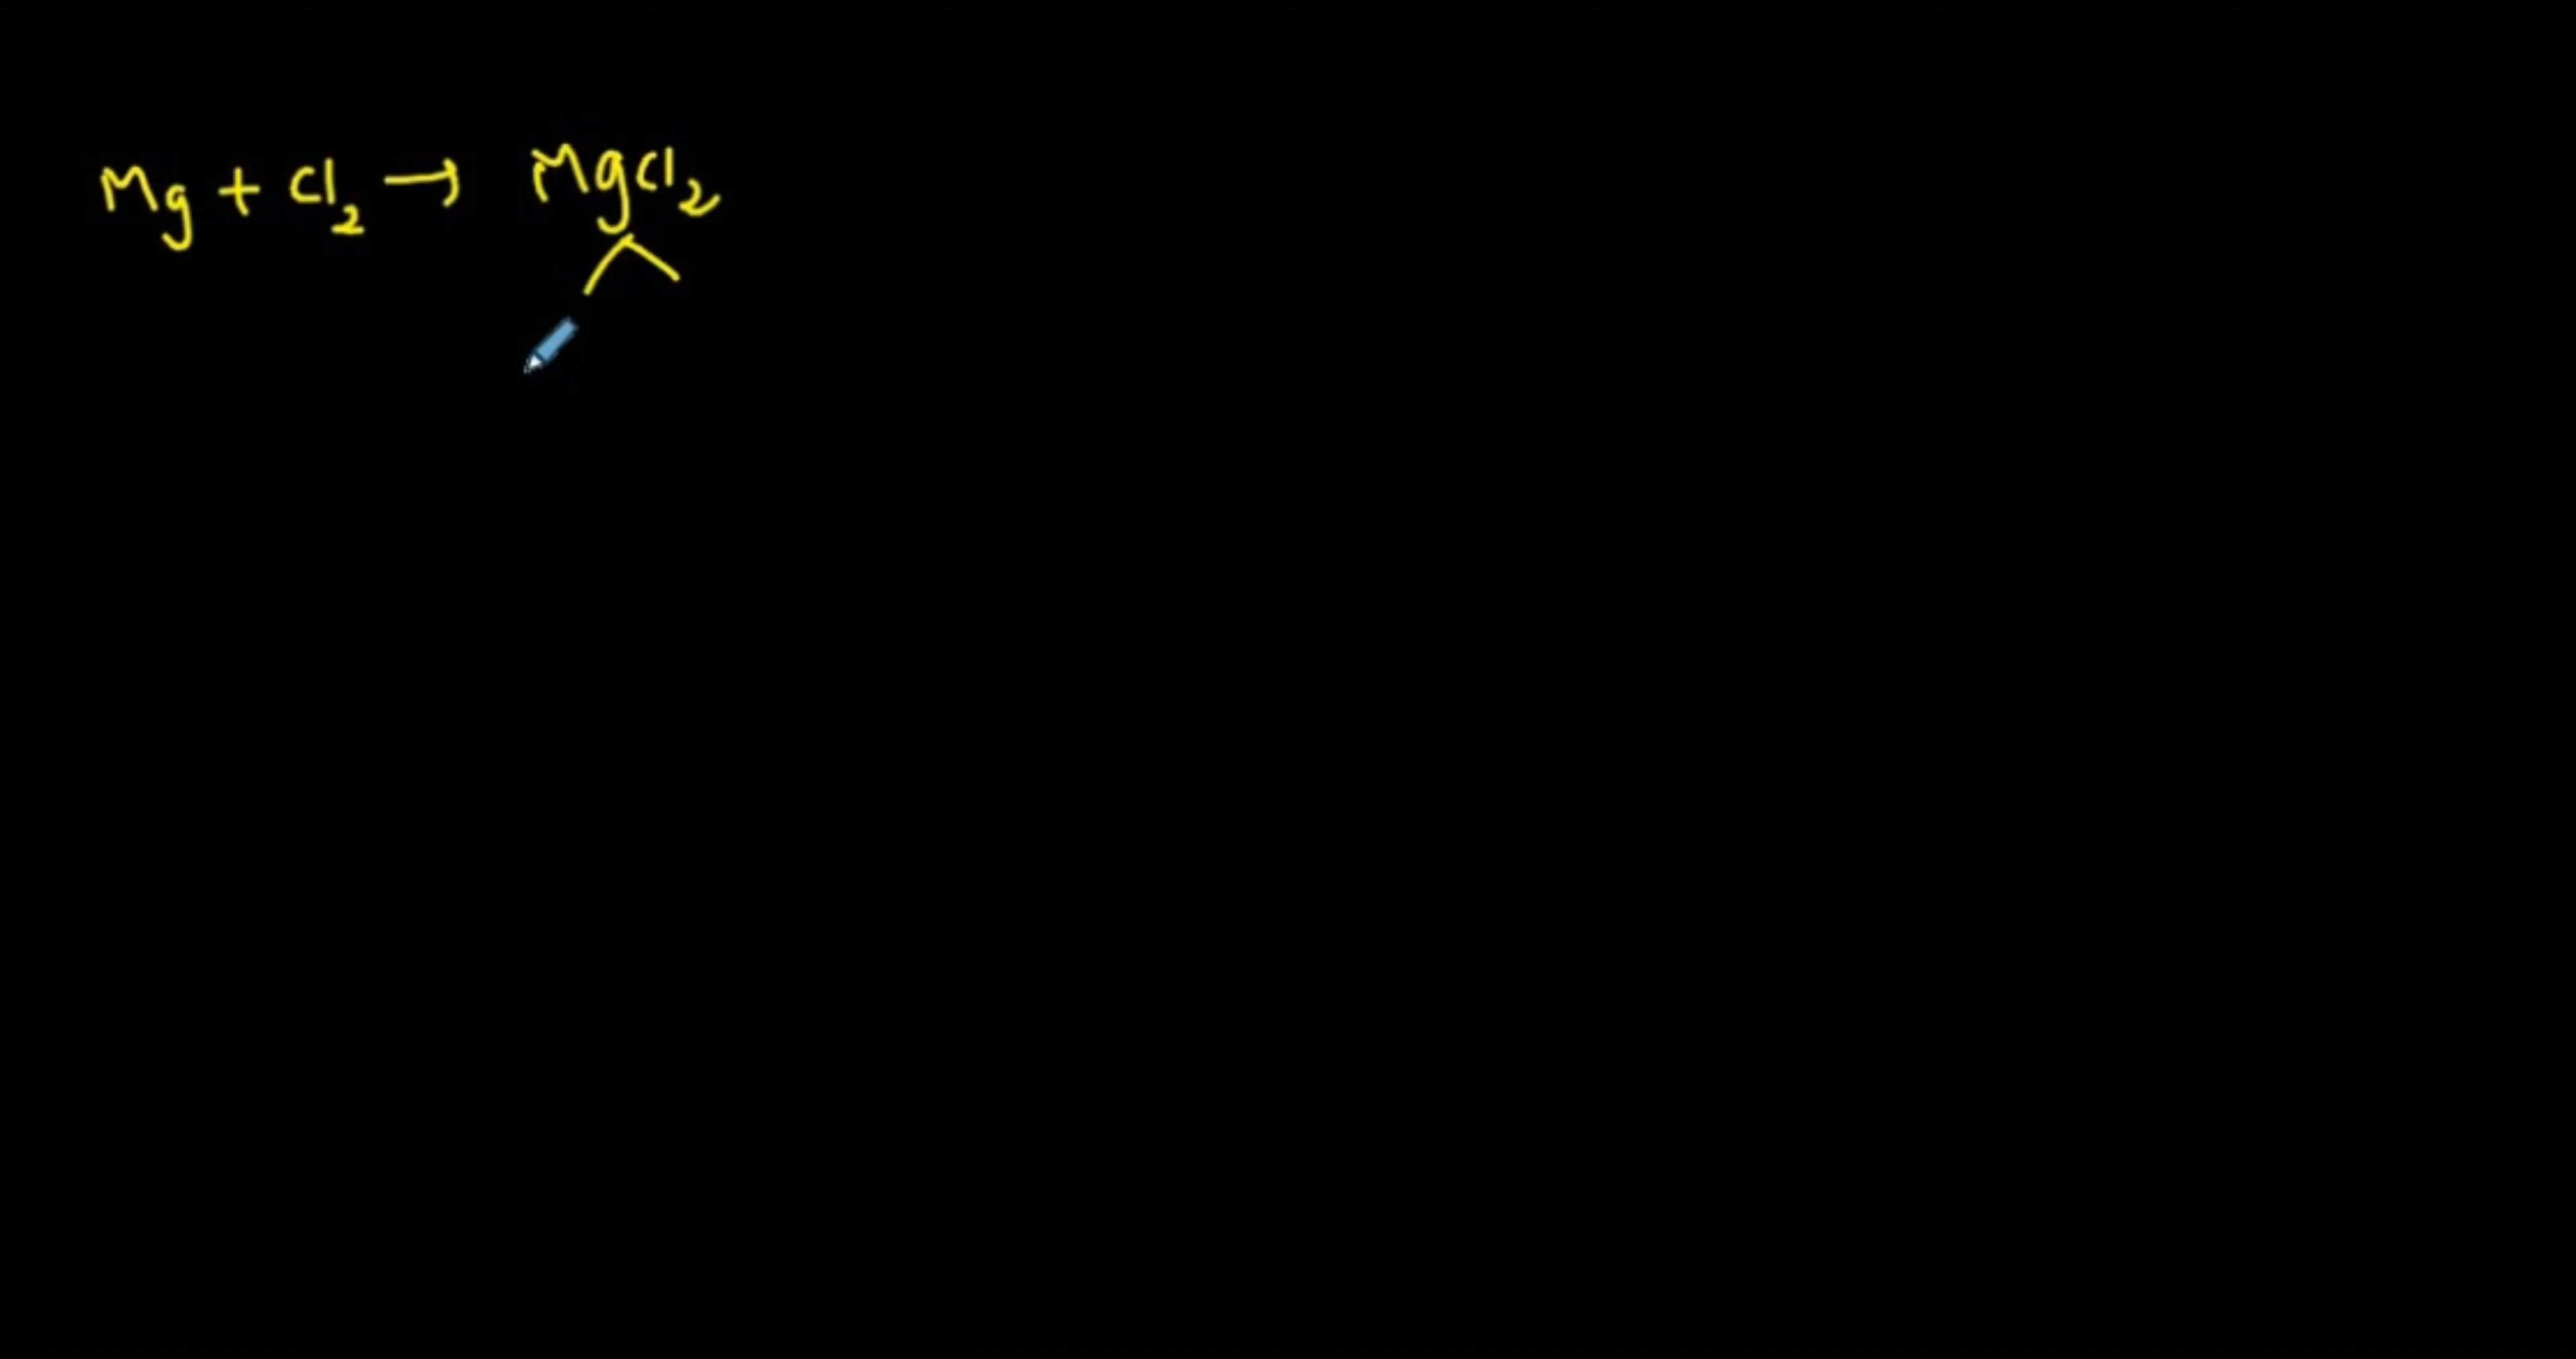 Mg + Cl₂ → MgCl₂